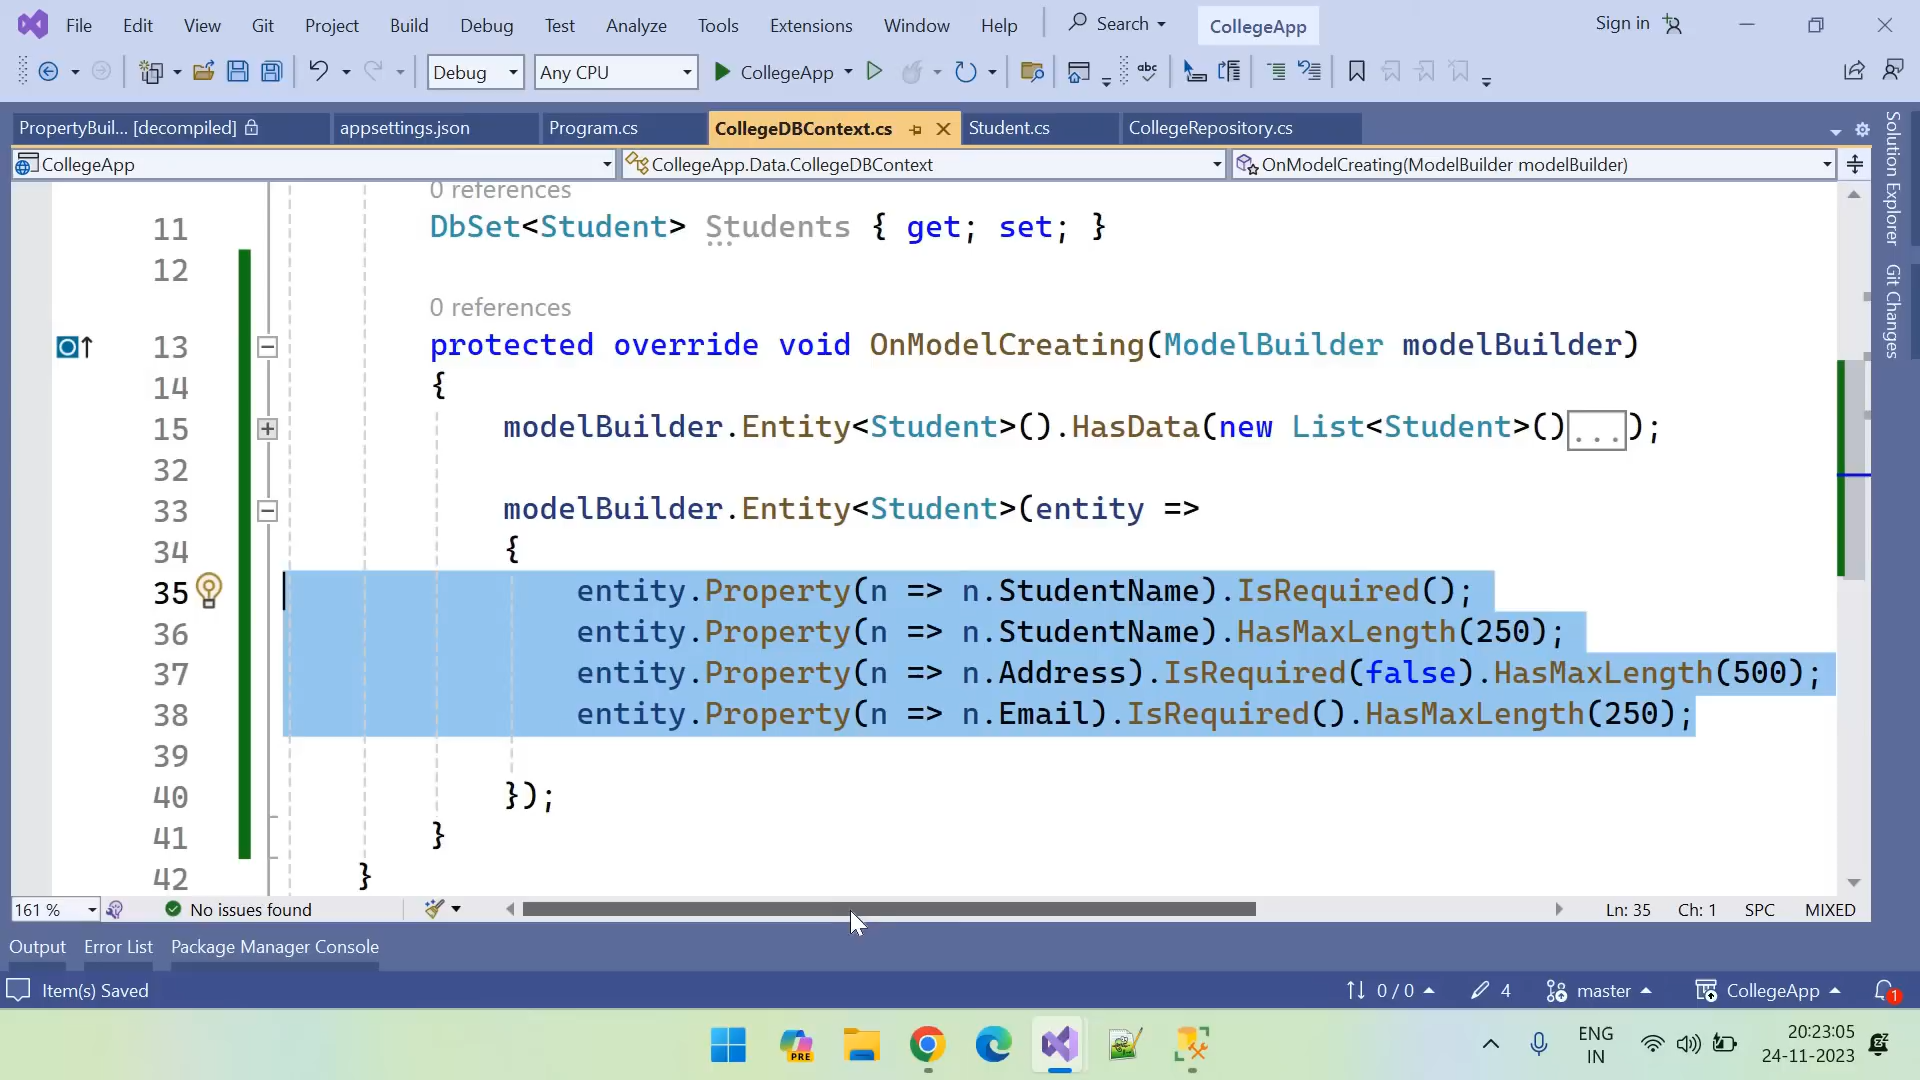 File Edit View Git Project Build Debug Test Analyze Tools Extensions Window Help Search CollegeApp Sign in
Debug Any CPU CollegeApp
PropertyBuil... [decompiled] appsettings.json Program.cs CollegeDBContext.cs Student.cs CollegeRepository.cs
CollegeApp CollegeApp.Data.CollegeDBContext OnModelCreating(ModelBuilder modelBuilder)
0 references
11 DbSet<Student> Students { get; set; }
12
0 references
13 protected override void OnModelCreating(ModelBuilder modelBuilder)
14 {
15 modelBuilder.Entity<Student>().HasData(new List<Student>()...);
32
33 modelBuilder.Entity<Student>(entity =>
34 {
35 entity.Property(n => n.StudentName).IsRequired();
36 entity.Property(n => n.StudentName).HasMaxLength(250);
37 entity.Property(n => n.Address).IsRequired(false).HasMaxLength(500);
38 entity.Property(n => n.Email).IsRequired().HasMaxLength(250);
39
40 });
41 }
42 }
Solution Explorer
Git Changes
161 % No issues found Ln: 35 Ch: 1 SPC MIXED
Output Error List Package Manager Console
Item(s) Saved 0 / 0 4 master CollegeApp 1
PRE
ENG
IN
20:23:05
24-11-2023